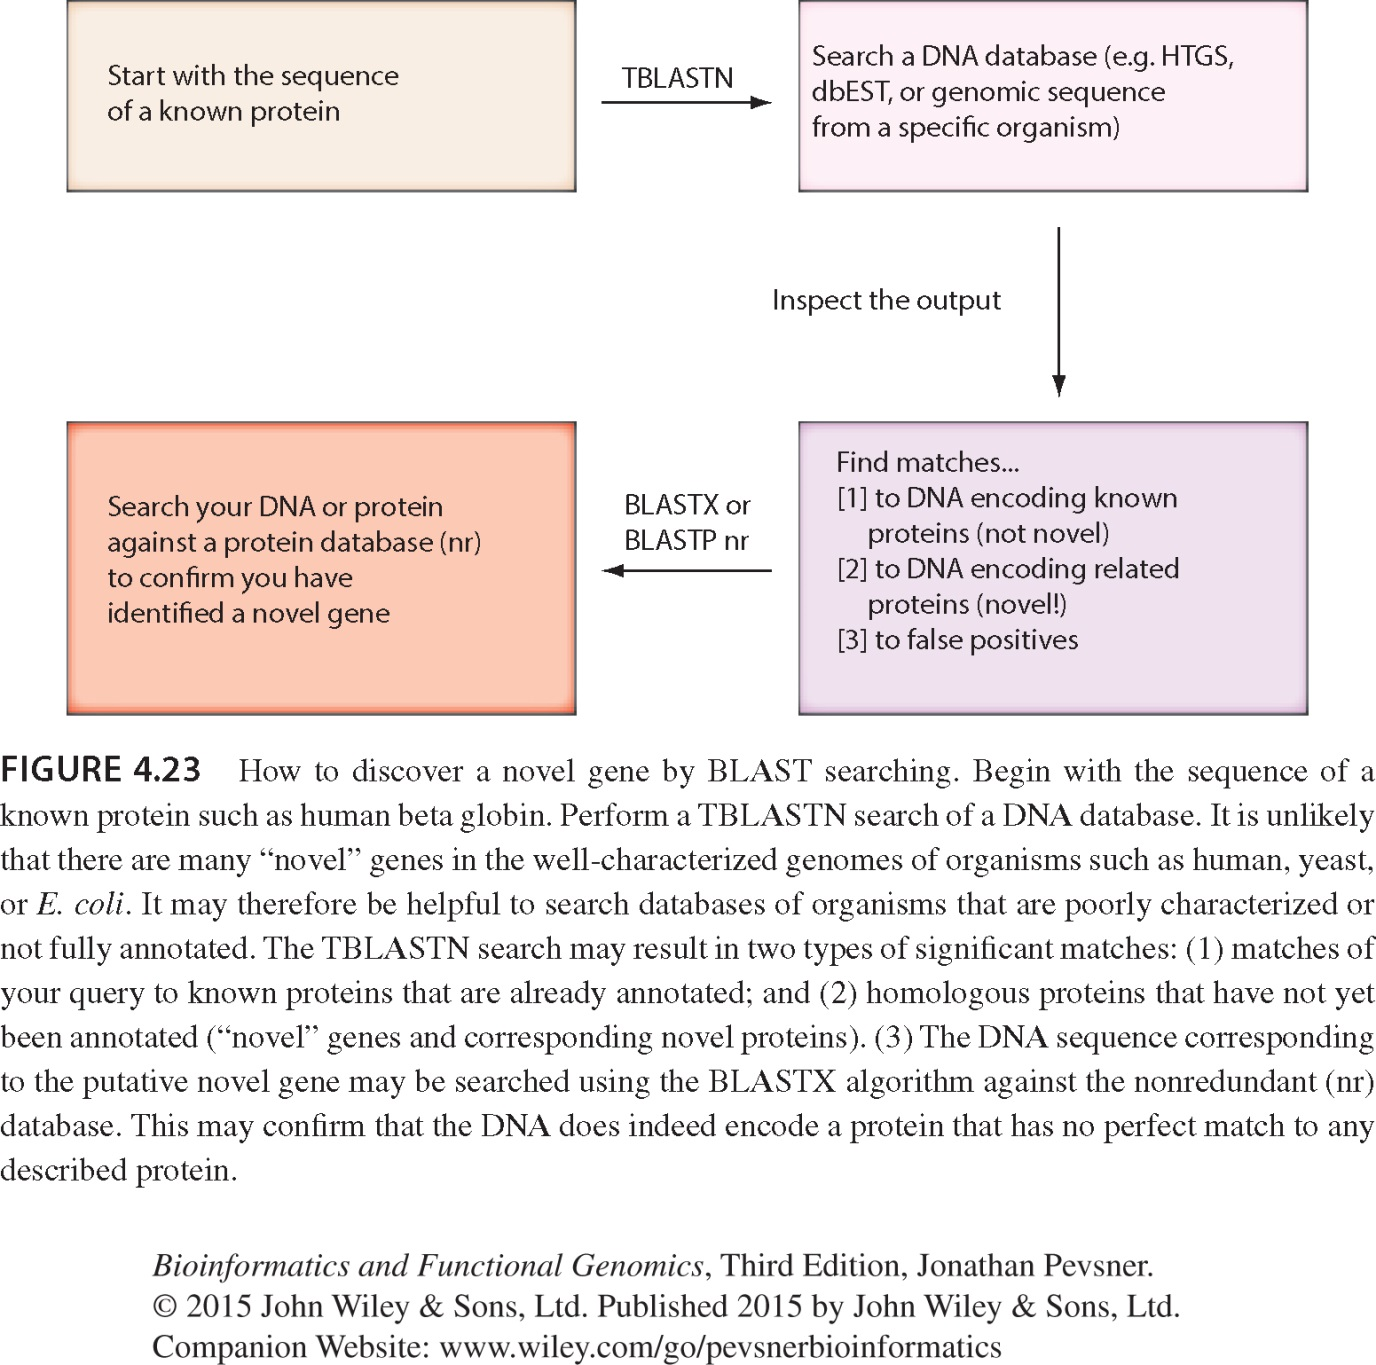 Start with the sequence
of a known protein
TBLASTN
Search a DNA database (e.g. HTGS,
dbEST, or genomic sequence
from a specific organism)
Inspect the output
Find matches...
[1] to DNA encoding known
proteins (not novel)
[2] to DNA encoding related
proteins (novel!)
[3] to false positives
BLASTX or
BLASTP nr
Search your DNA or protein
against a protein database (nr)
to confirm you have
identified a novel gene
FIGURE 4.23 How to discover a novel gene by BLAST searching. Begin with the sequence of a
known protein such as human beta globin. Perform a TBLASTN search of a DNA database. It is unlikely
that there are many “novel” genes in the well-characterized genomes of organisms such as human, yeast,
or E. coli. It may therefore be helpful to search databases of organisms that are poorly characterized or
not fully annotated. The TBLASTN search may result in two types of significant matches: (1) matches of
your query to known proteins that are already annotated; and (2) homologous proteins that have not yet
been annotated (“novel” genes and corresponding novel proteins). (3) The DNA sequence corresponding
to the putative novel gene may be searched using the BLASTX algorithm against the nonredundant (nr)
database. This may confirm that the DNA does indeed encode a protein that has no perfect match to any
described protein.
Bioinformatics and Functional Genomics, Third Edition, Jonathan Pevsner.
© 2015 John Wiley & Sons, Ltd. Published 2015 by John Wiley & Sons, Ltd.
Companion Website: www.wiley.com/go/pevsnerbioinformatics